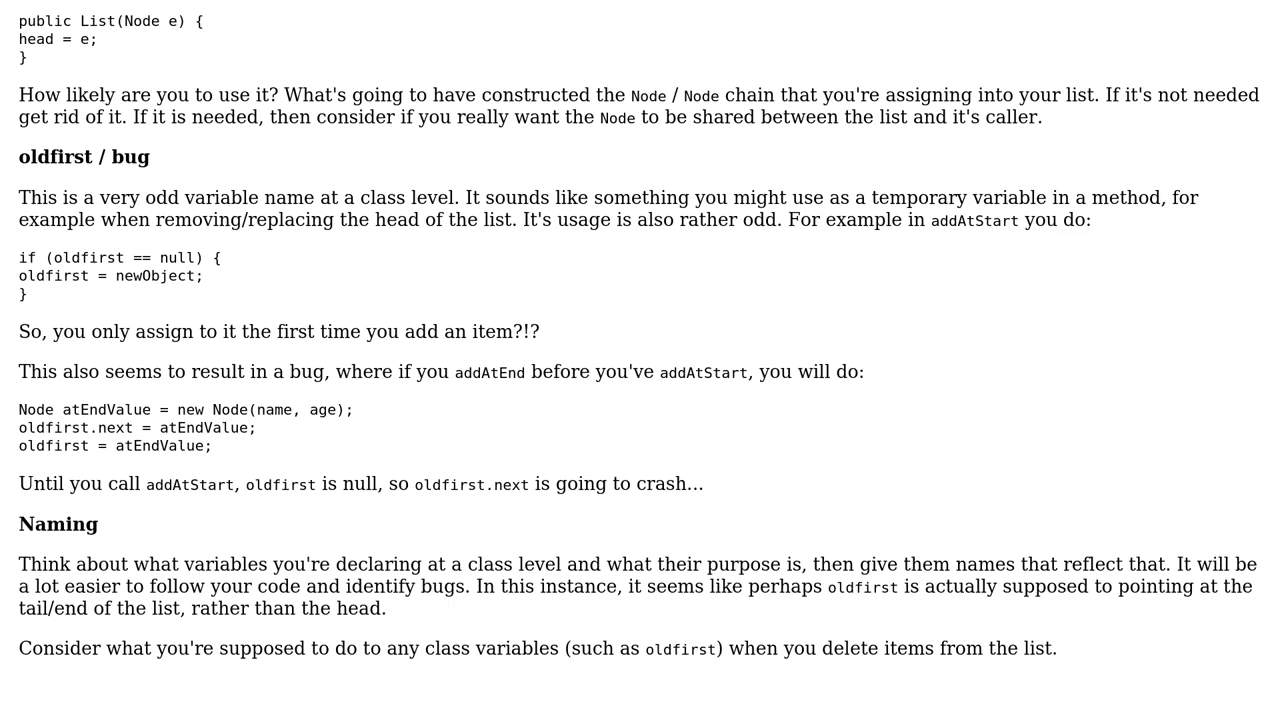 public List(Node e) {
head = e;
}
How likely are you to use it? What's going to have constructed the Node / Node chain that you're assigning into your list. If it's not needed
get rid of it. If it is needed, then consider if you really want the Node to be shared between the list and it's caller.
oldfirst / bug
This is a very odd variable name at a class level. It sounds like something you might use as a temporary variable in a method, for
example when removing/replacing the head of the list. It's usage is also rather odd. For example in addAtStart you do:
if (oldfirst == null) {
oldfirst = newObject;
}
So, you only assign to it the first time you add an item?!?
This also seems to result in a bug, where if you addAtEnd before you've addAtStart, you will do:
Node atEndValue = new Node(name, age);
oldfirst.next = atEndValue;
oldfirst = atEndValue;
Until you call addAtStart, oldfirst is null, so oldfirst.next is going to crash...
Naming
Think about what variables you're declaring at a class level and what their purpose is, then give them names that reflect that. It will be
a lot easier to follow your code and identify bugs. In this instance, it seems like perhaps oldfirst is actually supposed to pointing at the
tail/end of the list, rather than the head.
Consider what you're supposed to do to any class variables (such as oldfirst) when you delete items from the list.